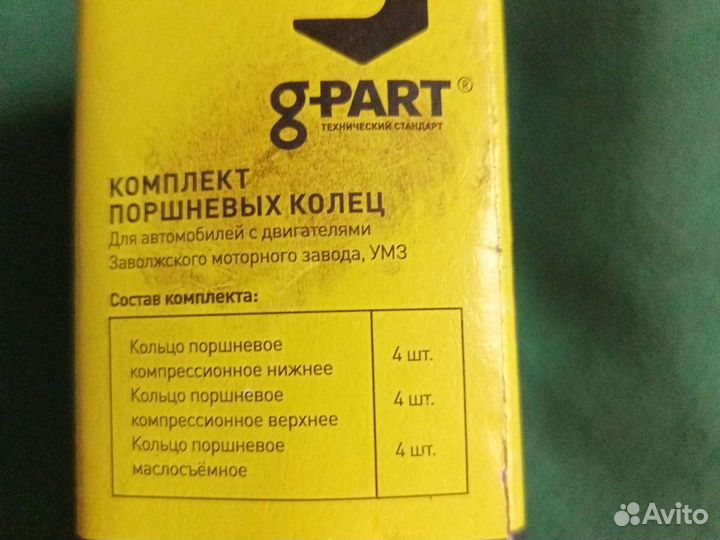 g-PART®
ТЕХНИЧЕСКИЙ СТАНДАРТ
КОМПЛЕКТ
ПОРШНЕВЫХ КОЛЕЦ
Для автомобилей с двигателями
Заволжского моторного завода, УМЗ
Состав комплекта:
Кольцо поршневое
компрессионное нижнее 4 шт.
Кольцо поршневое
компрессионное верхнее 4 шт.
Кольцо поршневое
маслосъёмное 4 шт.
Avito